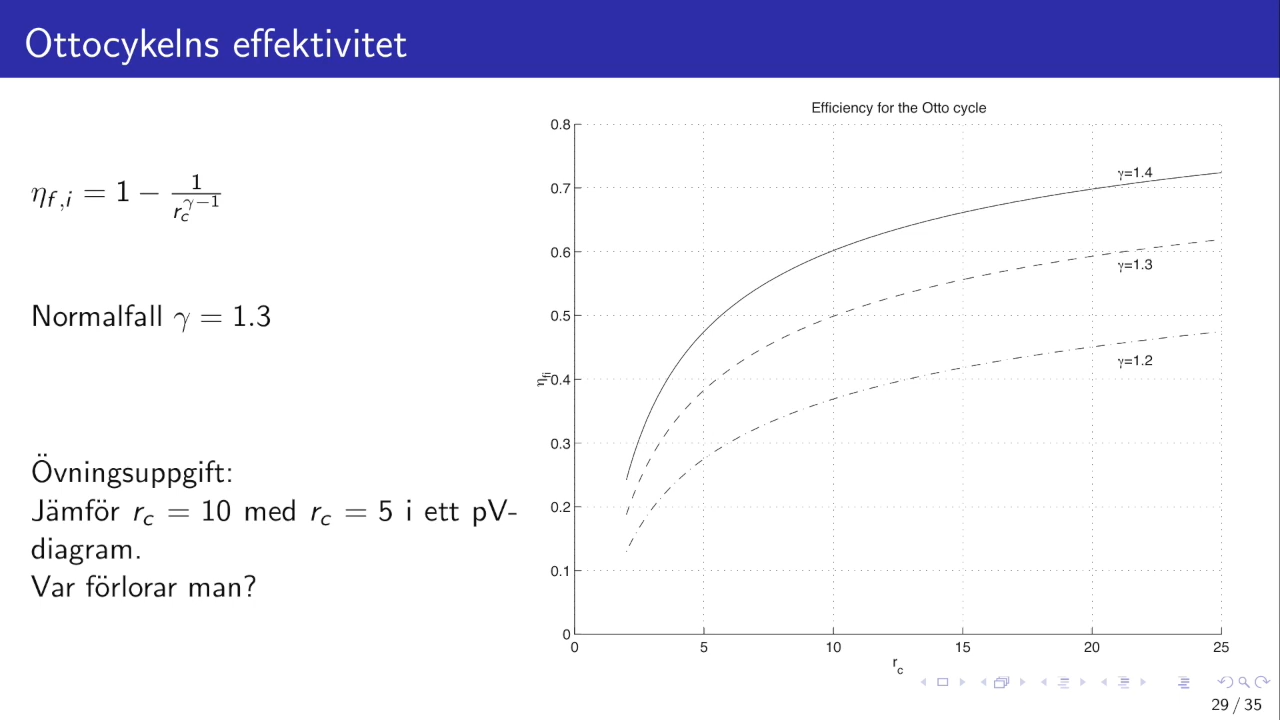 Ottocykelns effektivitet
η_{f,i} = 1 − \frac{1}{r_c^{γ−1}}
Normalfall γ = 1.3
Övningsuppgift:
Jämför r_c = 10 med r_c = 5 i ett pV-
diagram.
Var förlorar man?
Efficiency for the Otto cycle
0.8
0.7
0.6
0.5
0.4
0.3
0.2
0.1
0
η_{fi}
γ=1.4
γ=1.3
γ=1.2
0 5 10 15 20 25
r_c
29 / 35